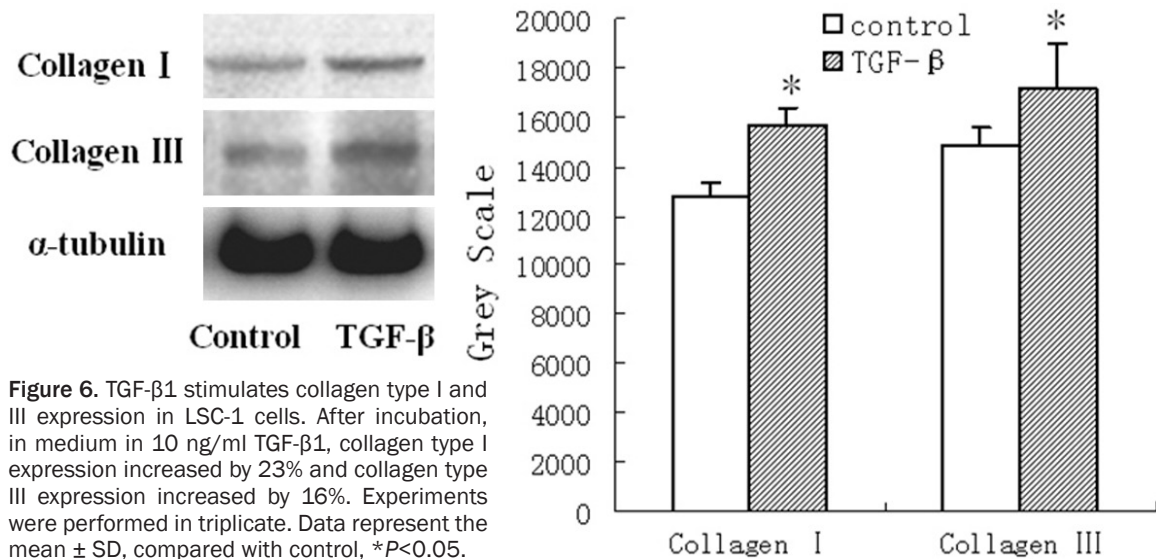 Collagen I
Collagen III
α-tubulin
Control TGF-β
Figure 6. TGF-β1 stimulates collagen type I and
III expression in LSC-1 cells. After incubation,
in medium in 10 ng/ml TGF-β1, collagen type I
expression increased by 23% and collagen type
III expression increased by 16%. Experiments
were performed in triplicate. Data represent the
mean ± SD, compared with control, *P<0.05.
Grey Scale
20000
18000
16000
14000
12000
10000
8000
6000
4000
2000
0
control
TGF-β
*
*
Collagen I
Collagen III